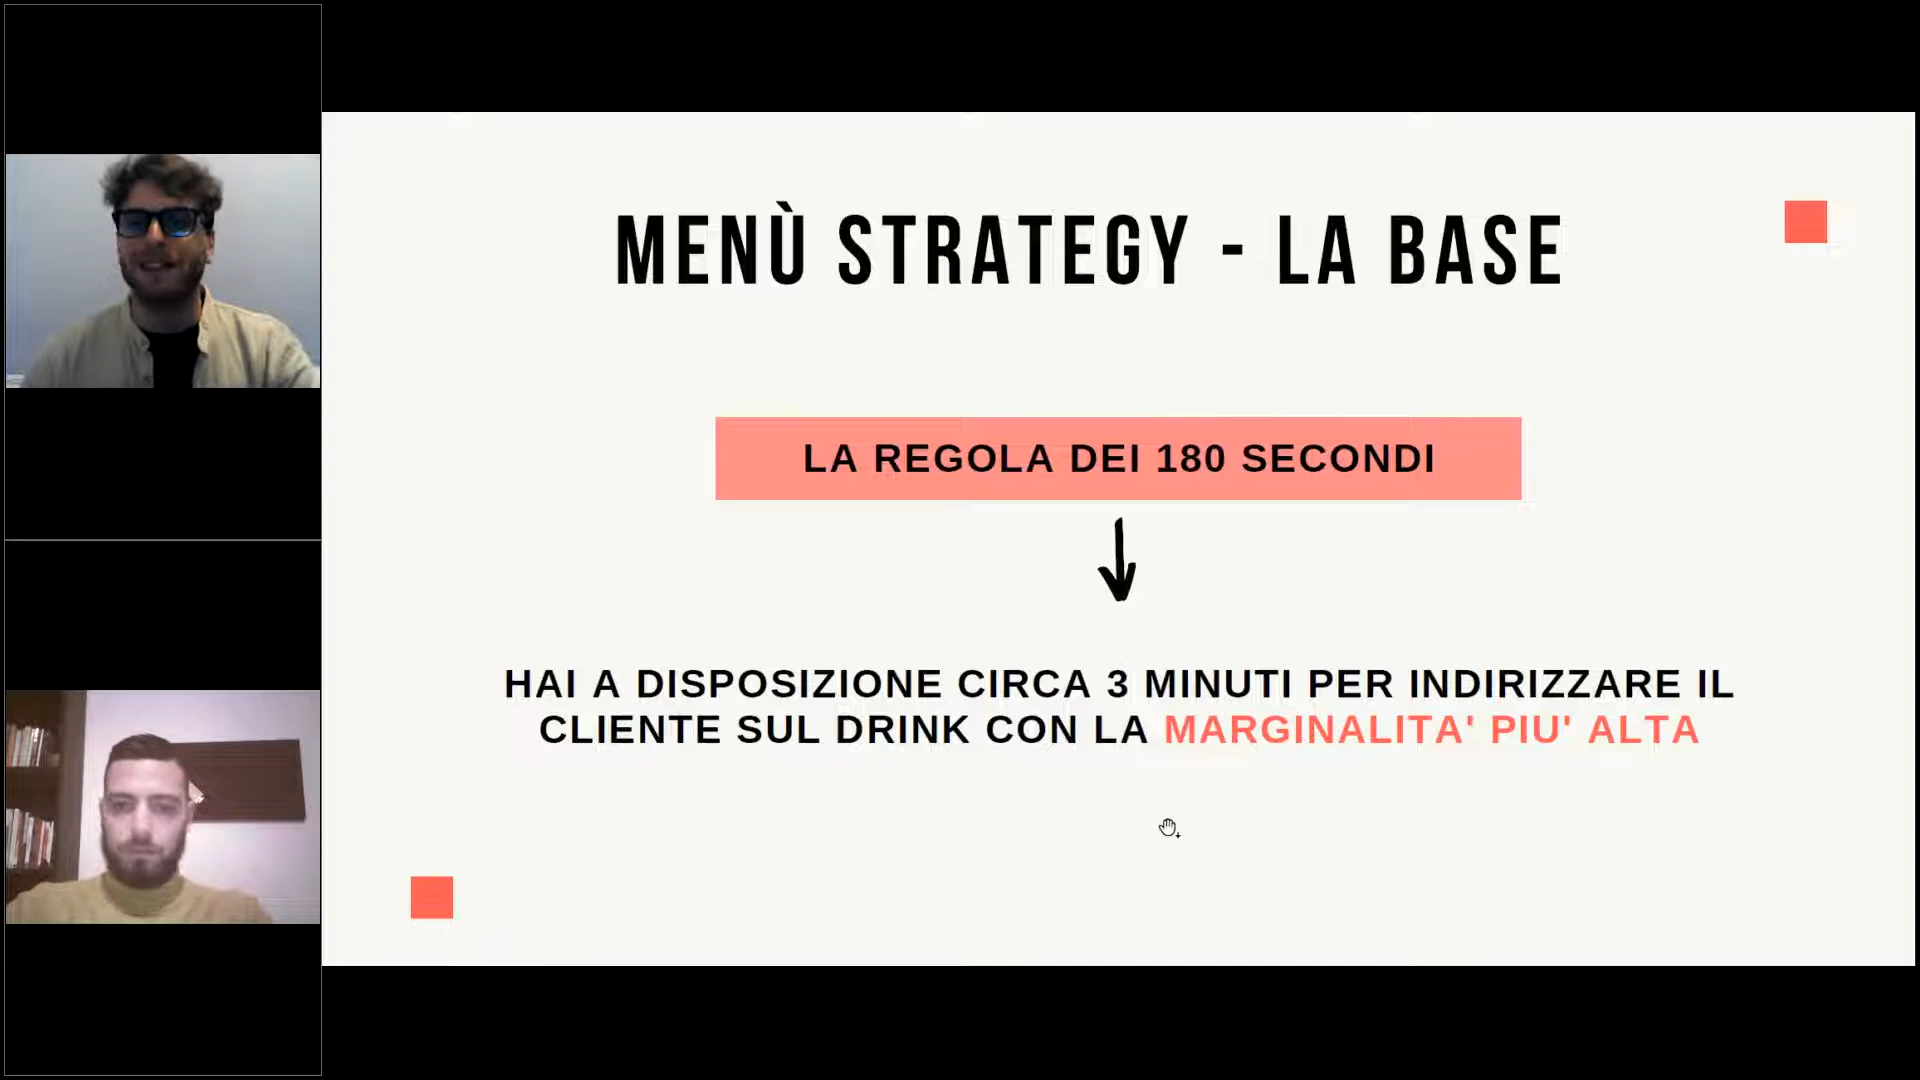 MENÙ STRATEGY - LA BASE
LA REGOLA DEI 180 SECONDI
HAI A DISPOSIZIONE CIRCA 3 MINUTI PER INDIRIZZARE IL
CLIENTE SUL DRINK CON LA MARGINALITA' PIU' ALTA